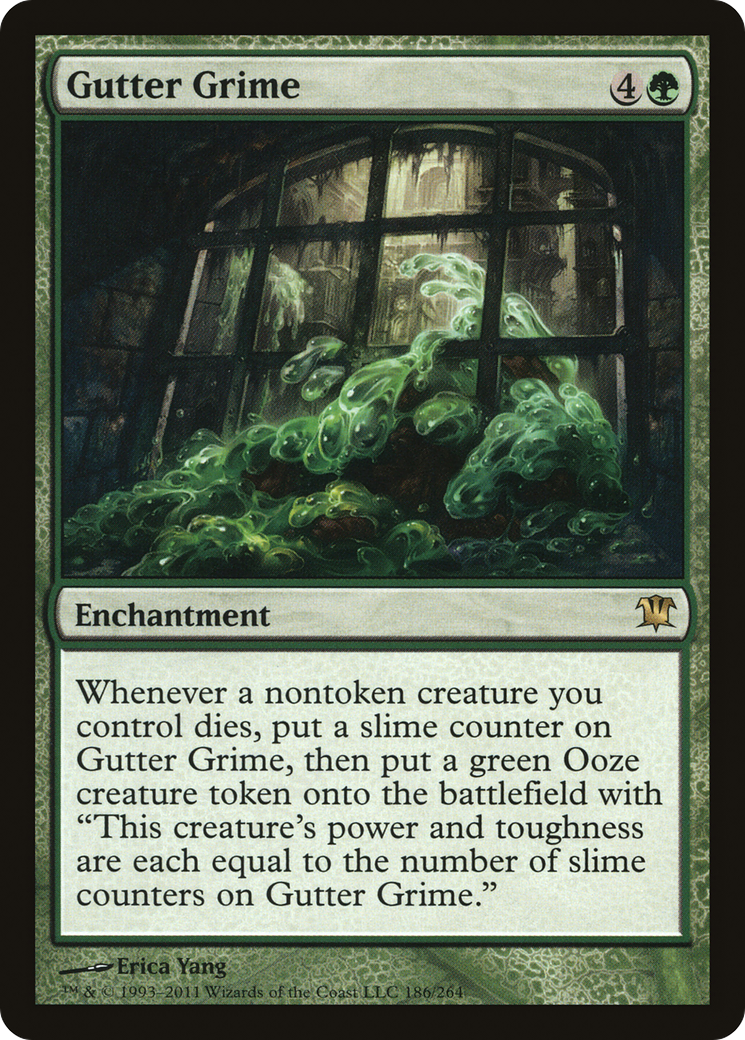 Gutter Grime 4
Enchantment
Whenever a nontoken creature you
control dies, put a slime counter on
Gutter Grime, then put a green Ooze
creature token onto the battlefield with
“This creature’s power and toughness
are each equal to the number of slime
counters on Gutter Grime.”
Erica Yang
™ & © 1993–2011 Wizards of the Coast LLC 186/264